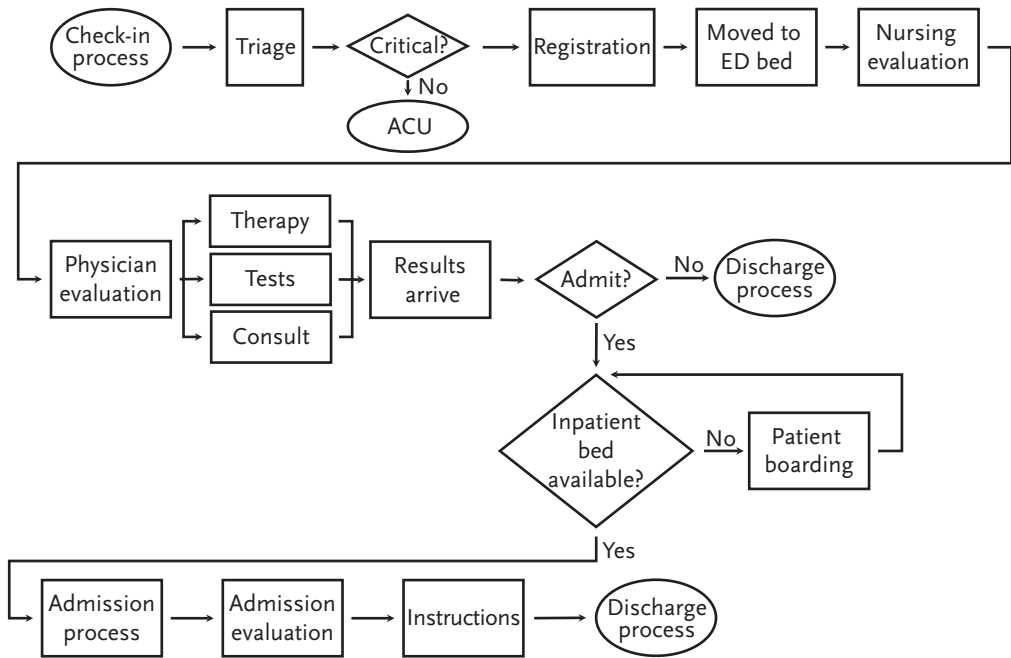 Check-in
process
Triage
Critical?
Registration
Moved to
ED bed
Nursing
evaluation
No
ACU
Physician
evaluation
Therapy
Tests
Consult
Results
arrive
Admit?
No
Discharge
process
Yes
Inpatient
bed
available?
No
Patient
boarding
Yes
Admission
process
Admission
evaluation
Instructions
Discharge
process